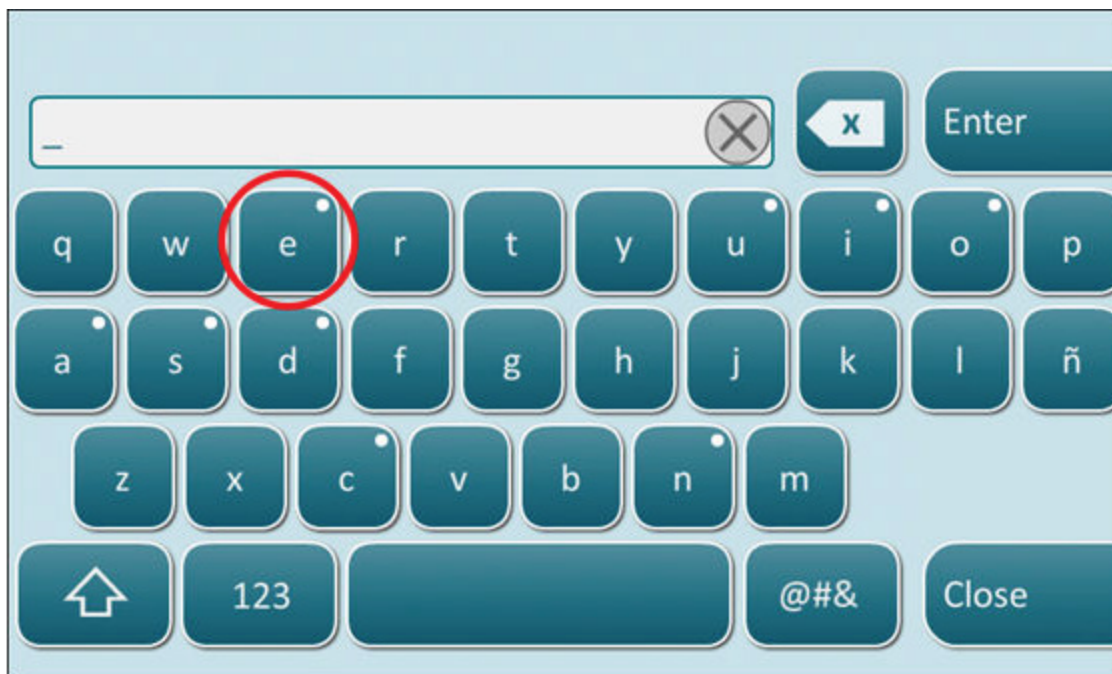 _ x Enter
q w e r t y u i o p
a s d f g h j k l ñ
z x c v b n m
123 @#& Close